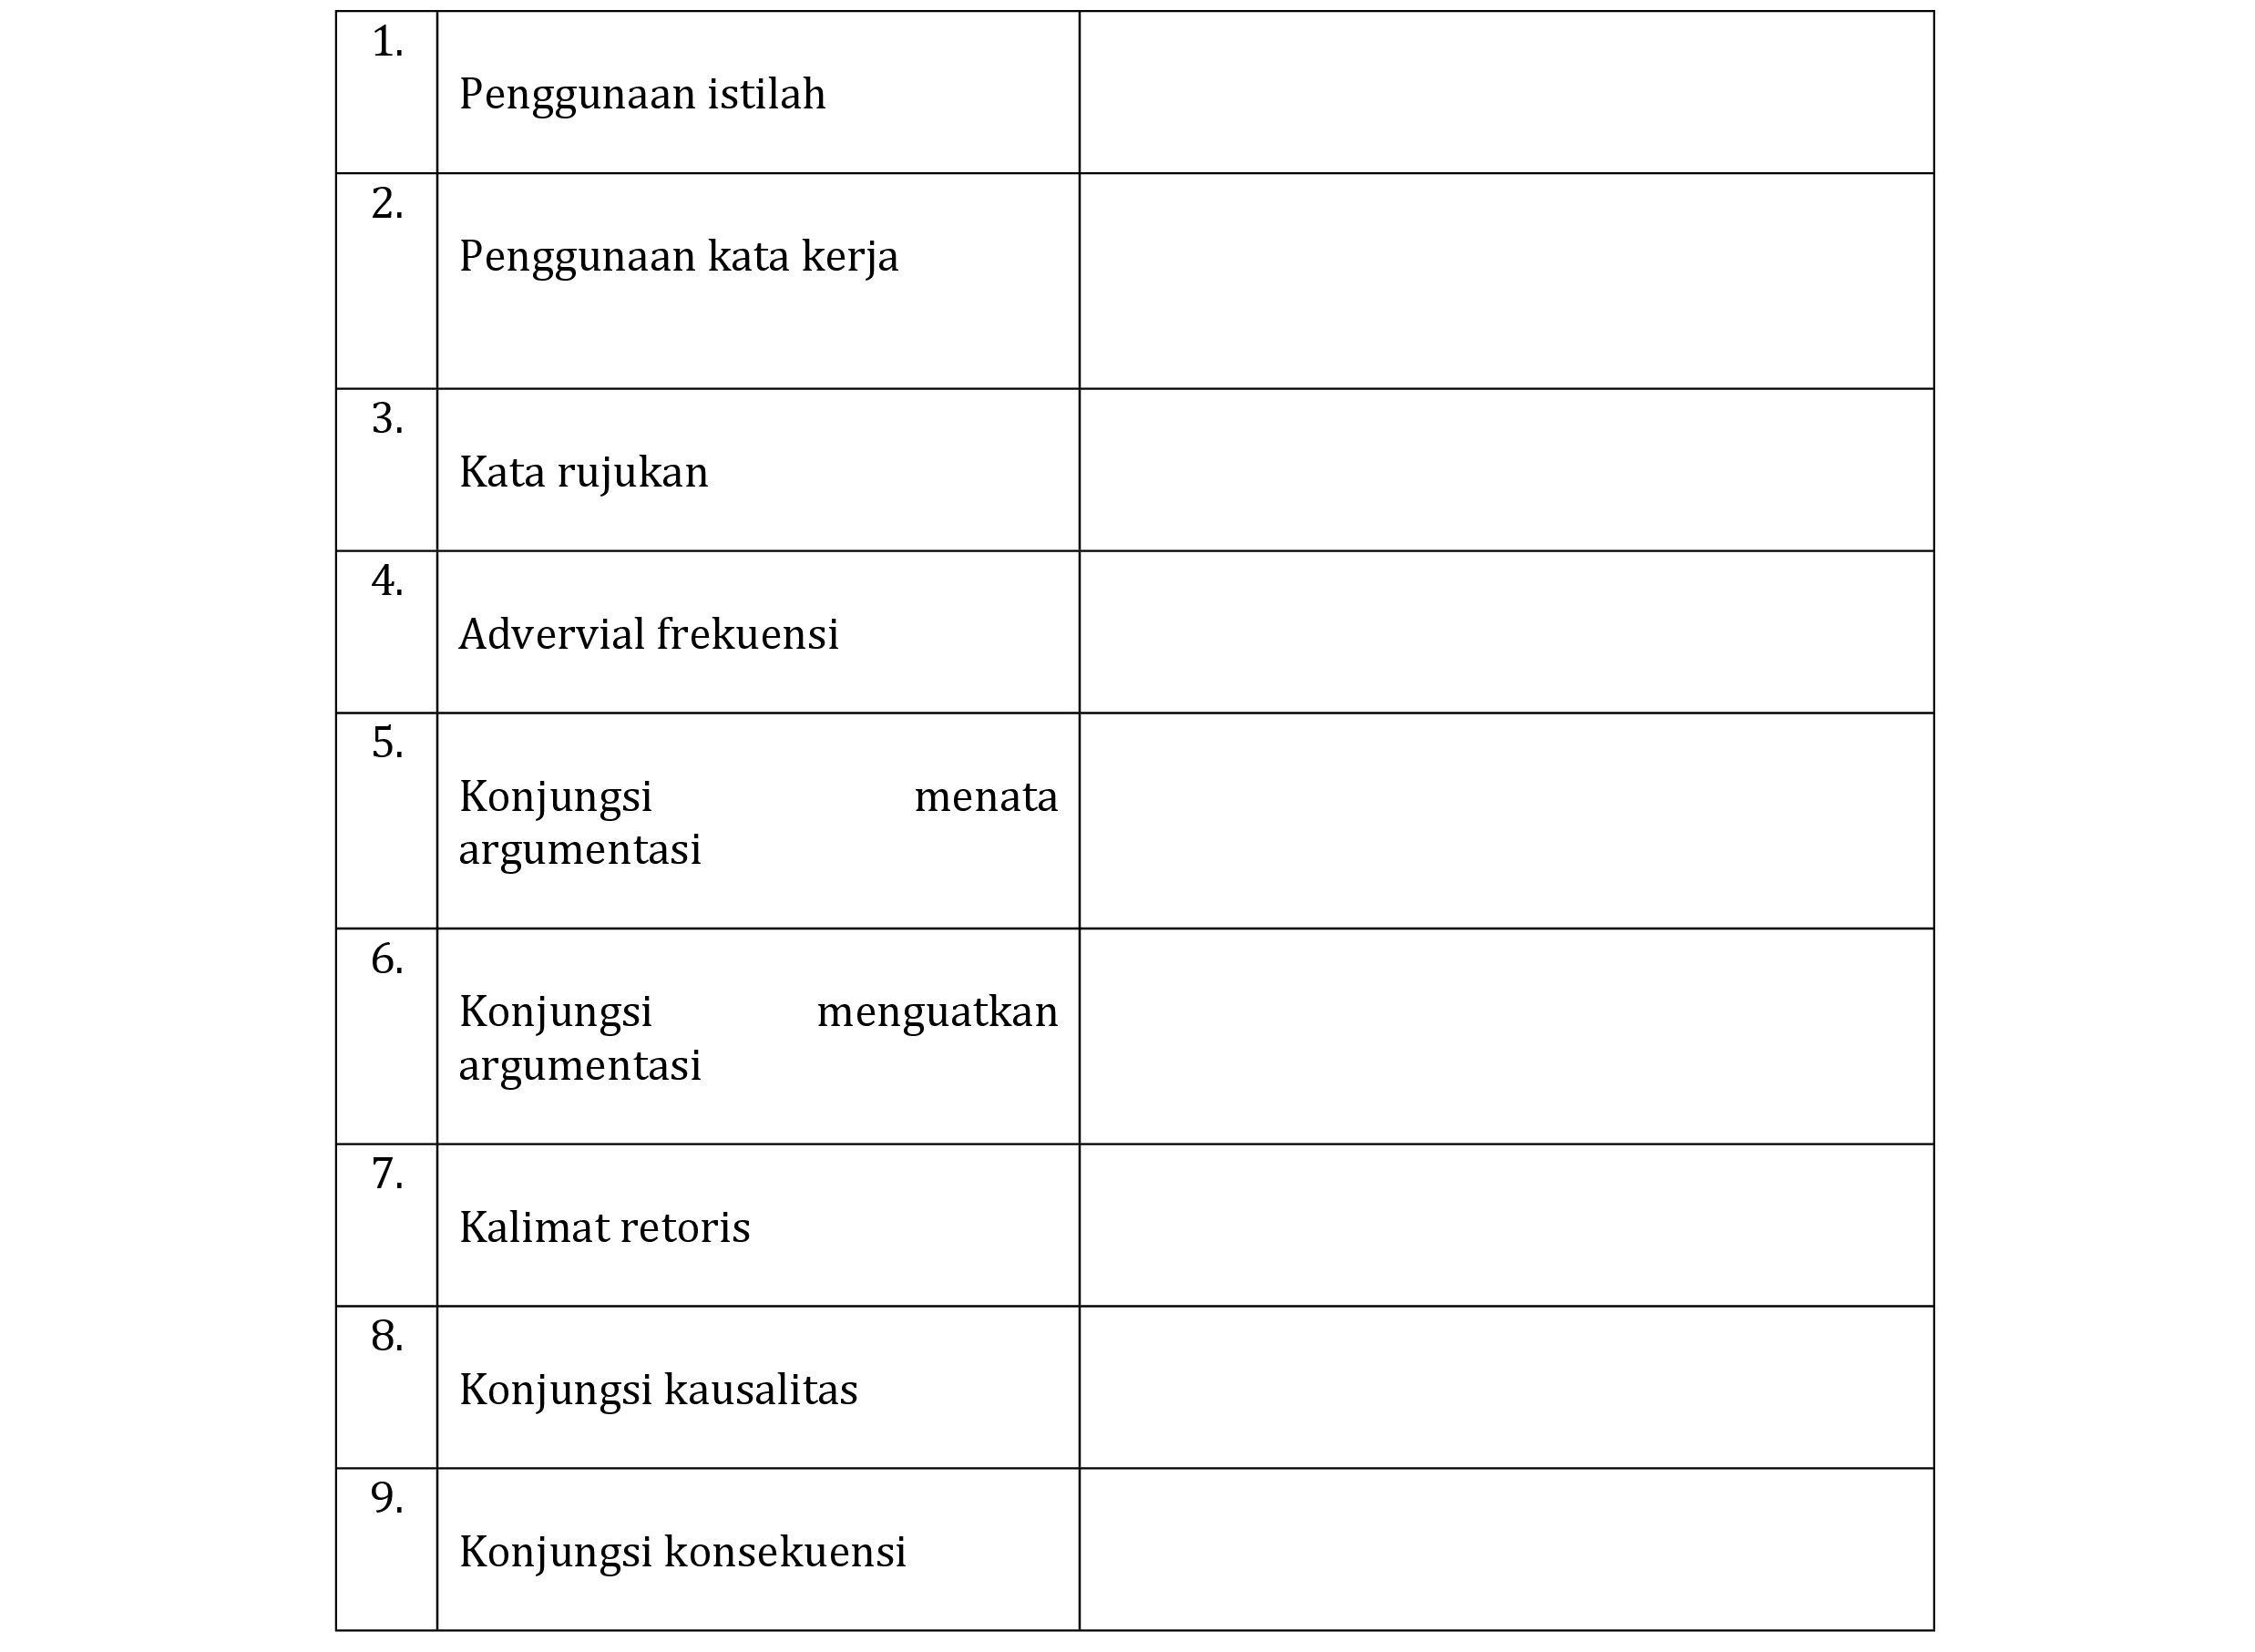 1.
Penggunaan istilah
2.
Penggunaan kata kerja
3.
Kata rujukan
4.
Advervial frekuensi
5.
Konjungsi menata
argumentasi
6.
Konjungsi menguatkan
argumentasi
7.
Kalimat retoris
8.
Konjungsi kausalitas
9.
Konjungsi konsekuensi